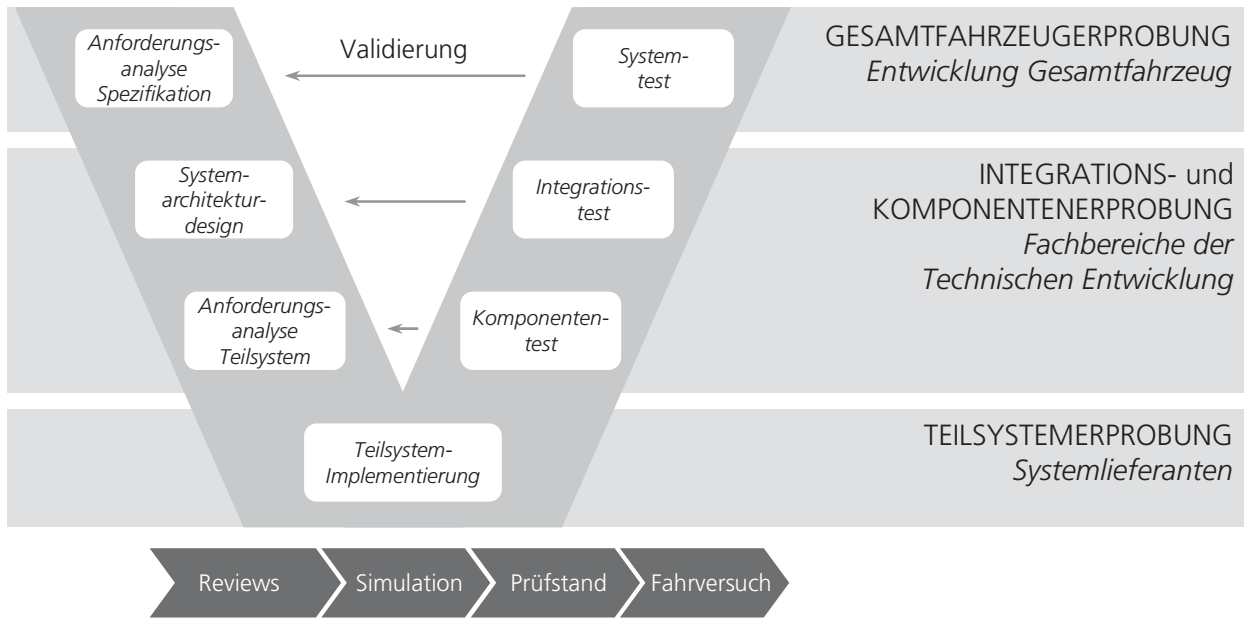 Anforderungs-
analyse
Spezifikation
Validierung
System-
test
GESAMTFAHRZEUGERPROBUNG
Entwicklung Gesamtfahrzeug
System-
architektur-
design
Integrations-
test
INTEGRATIONS- und
KOMPONENTENERPROBUNG
Fachbereiche der
Technischen Entwicklung
Anforderungs-
analyse
Teilsystem
Komponenten-
test
Teilsystem-
Implementierung
TEILSYSTEMERPROBUNG
Systemlieferanten
Reviews
Simulation
Prüfstand
Fahrversuch